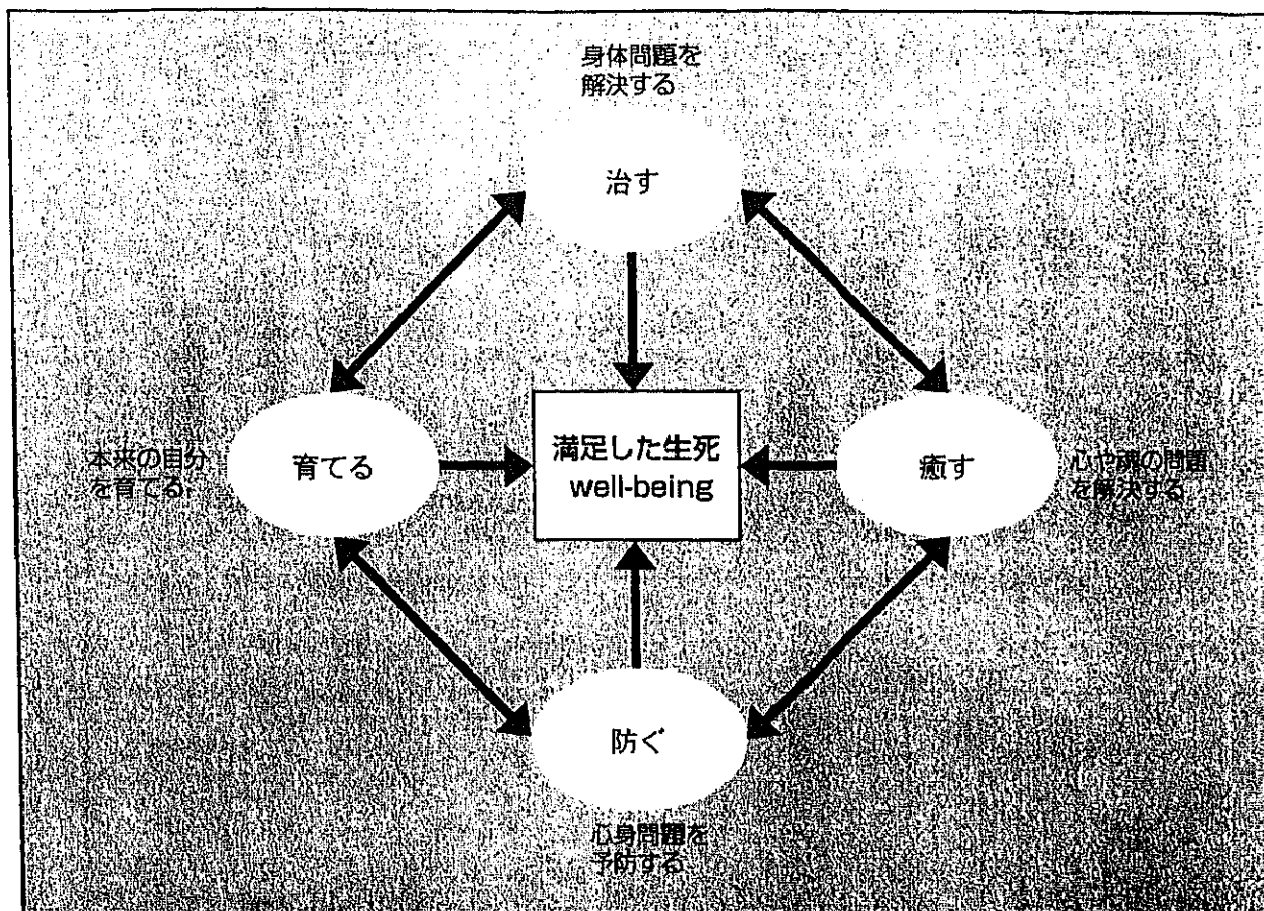 身体問題を
解決する
治す
本来の自分
を育てる
育てる
満足した生死
well-being
癒す
心や魂の問題
を解決する
防ぐ
心身問題を
予防する